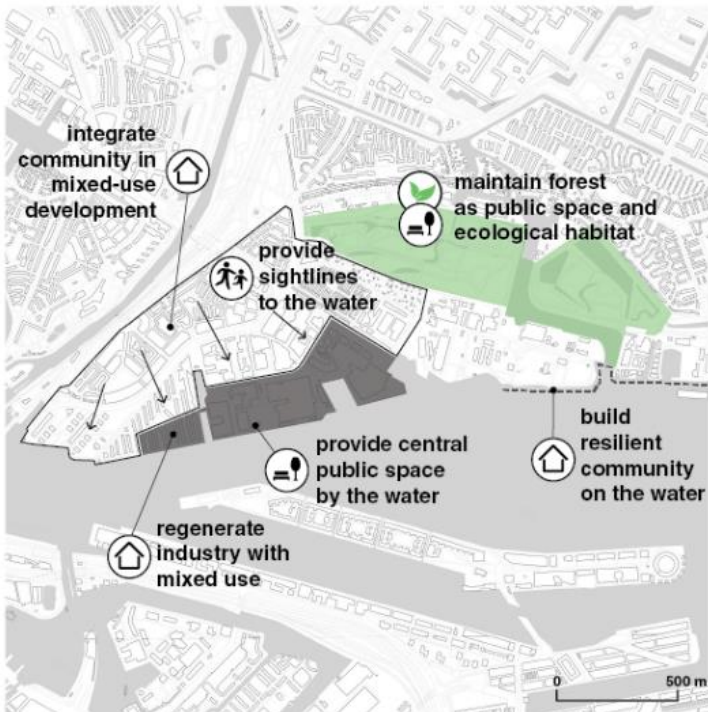 integrate
community in
mixed-use
development
maintain forest
as public space and
ecological habitat
provide
sightlines
to the water
build
resilient
community
on the water
provide central
public space
by the water
regenerate
industry with
mixed use
0 500 m